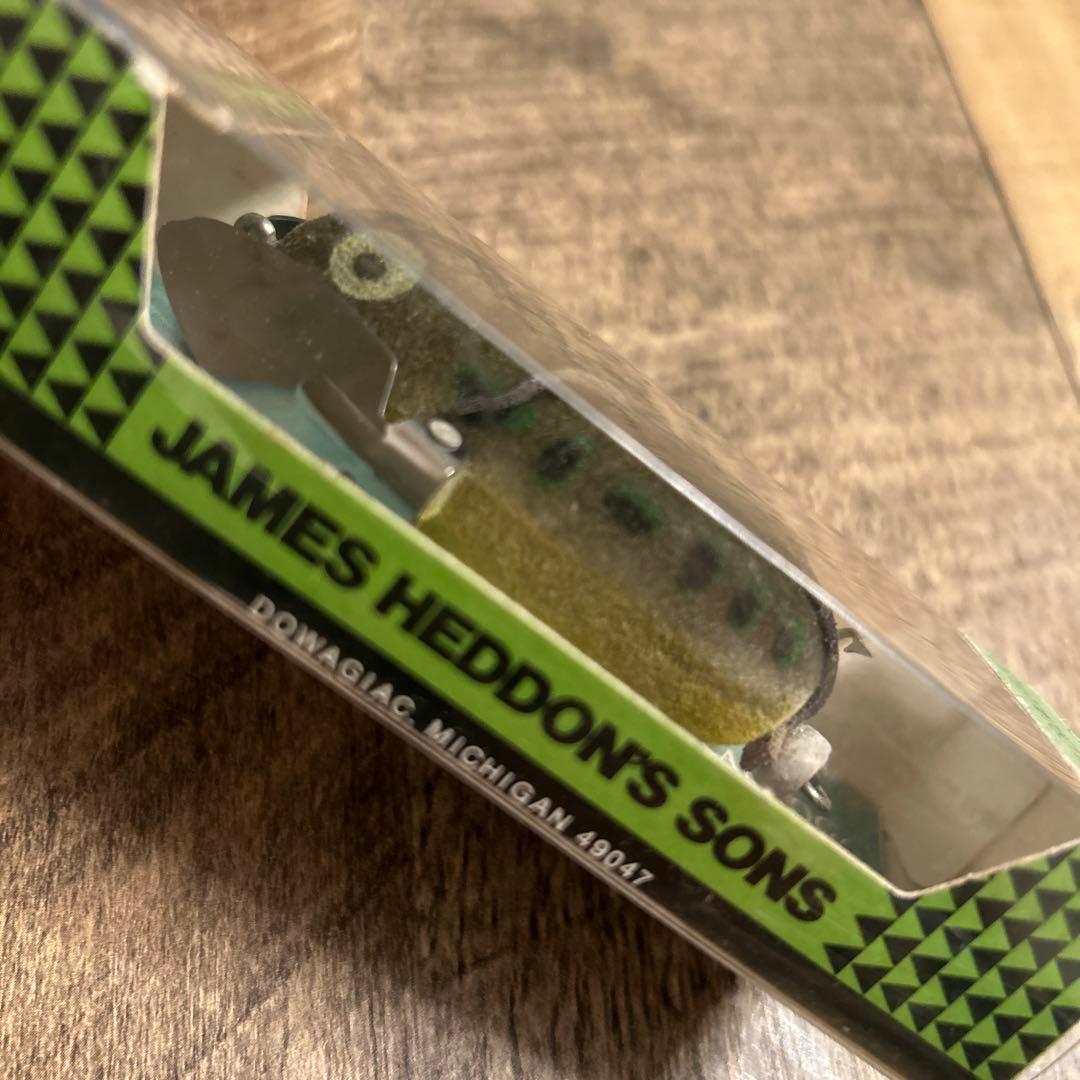 JAMES HEDDON'S SONS
DOWAGIAC, MICHIGAN 49047